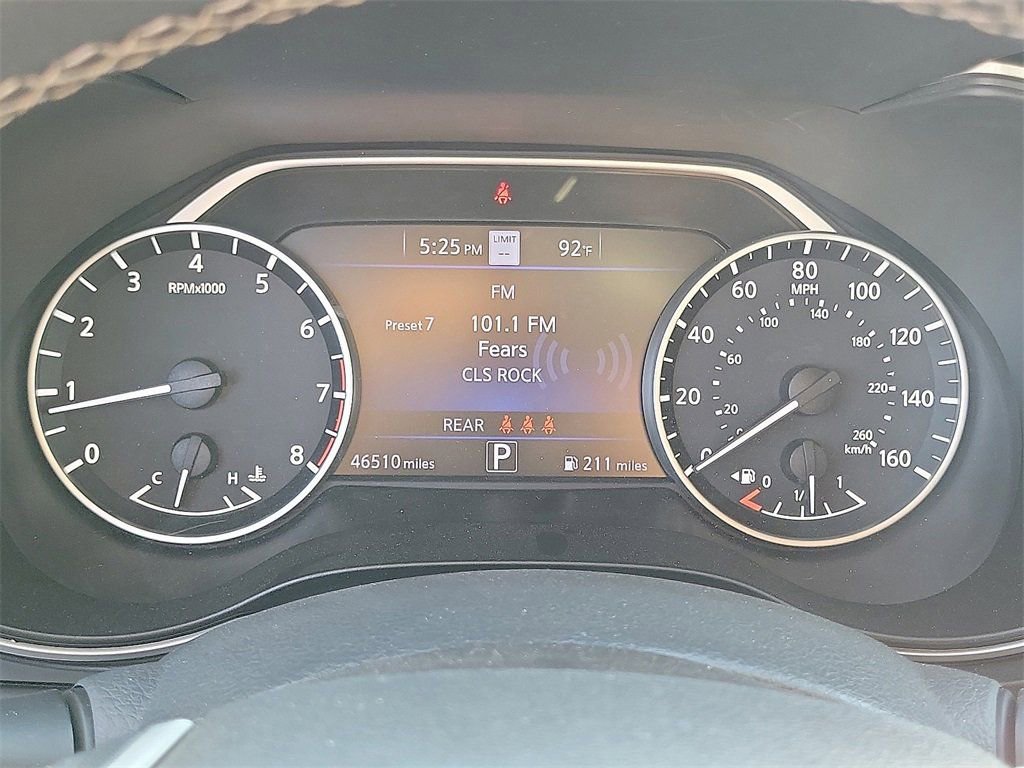 5:25 PM
LIMIT
--
92°F
FM
Preset 7
101.1 FM
Fears
CLS ROCK
REAR
46510 miles
P
211 miles
0
1
2
3
4
5
6
7
8
RPMx1000
C
H
0
20
40
60
80
100
120
140
160
MPH
20
60
100
140
180
220
260
km/h
0
1/
1